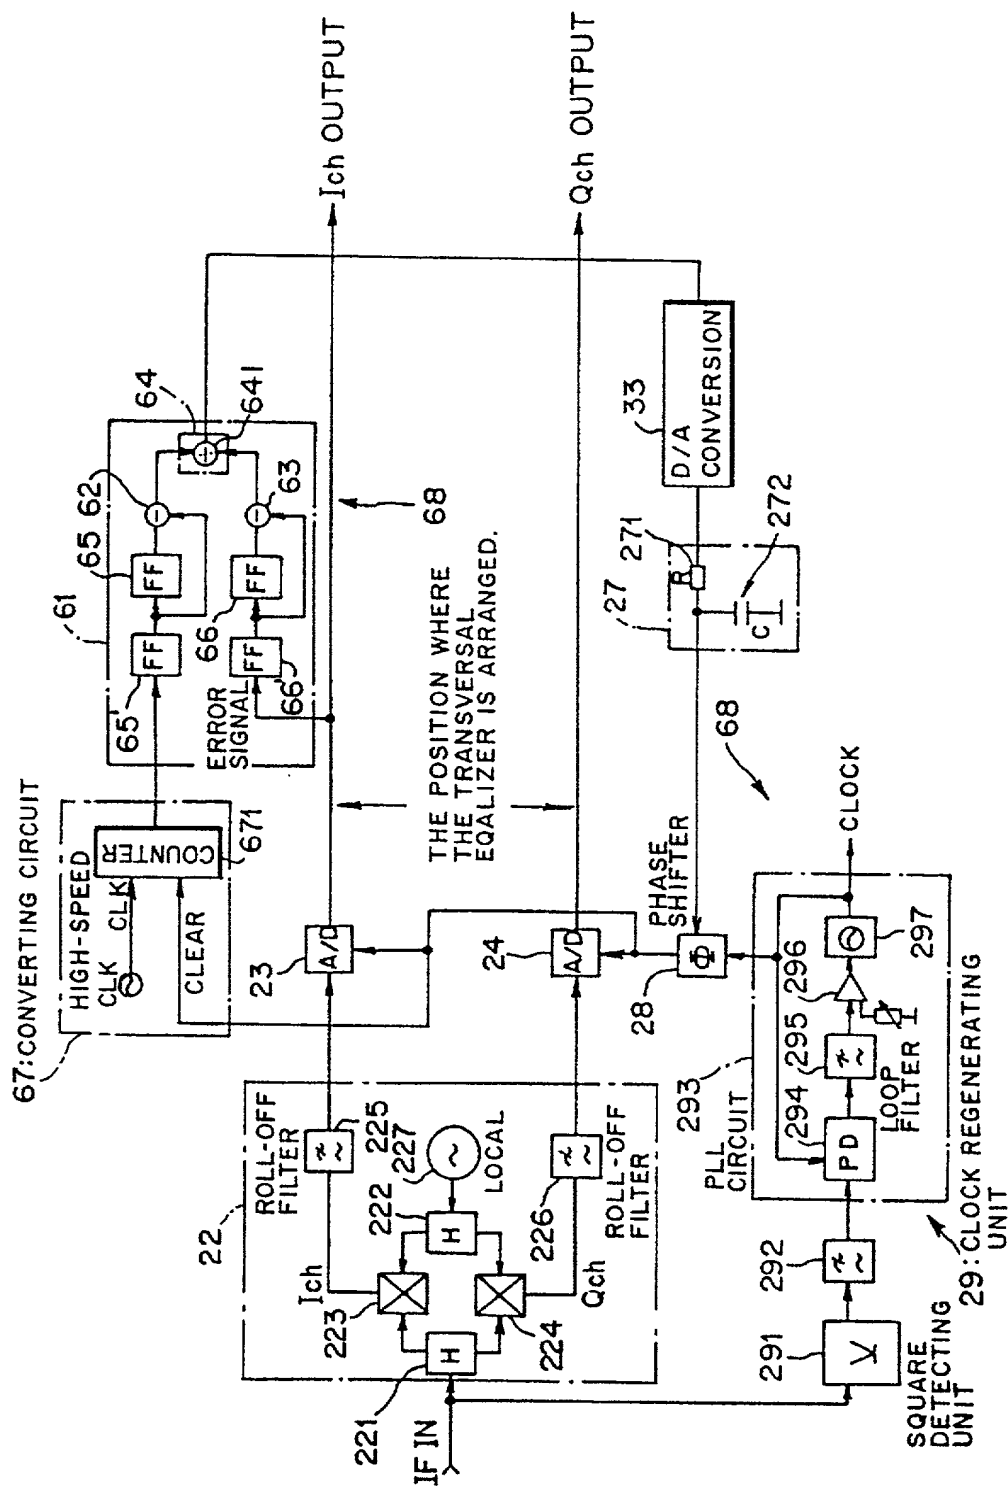 67:CONVERTING CIRCUIT
HIGH-SPEED
CLK
CLK
COUNTER
CLEAR
671
61
65'
FF
65
FF
62
−
64
÷
641
ERROR
SIGNAL
66'
FF
66
FF
63
−
Ich OUTPUT
68
22
ROLL-OFF
FILTER
225
227
LOCAL
222
H
Ich
223
221
H
224
Qch
226
ROLL-OFF
FILTER
IF IN
23
A/D
24
A/D
THE POSITION WHERE
THE TRANSVERSAL
EQALIZER IS ARRANGED.
Qch OUTPUT
28
Φ
PHASE
SHIFTER
27
R
271
C
272
33
D/A
CONVERSION
68
291
SQUARE
DETECTING
UNIT
292
293
PLL
CIRCUIT
294
PD
295
LOOP
FILTER
296
297
CLOCK
29:CLOCK REGENERATING
UNIT